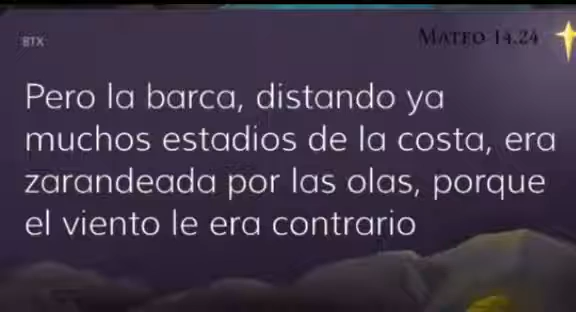 BTX
MATEO 14.24
Pero la barca, distando ya
muchos estadios de la costa, era
zarandeada por las olas, porque
el viento le era contrario